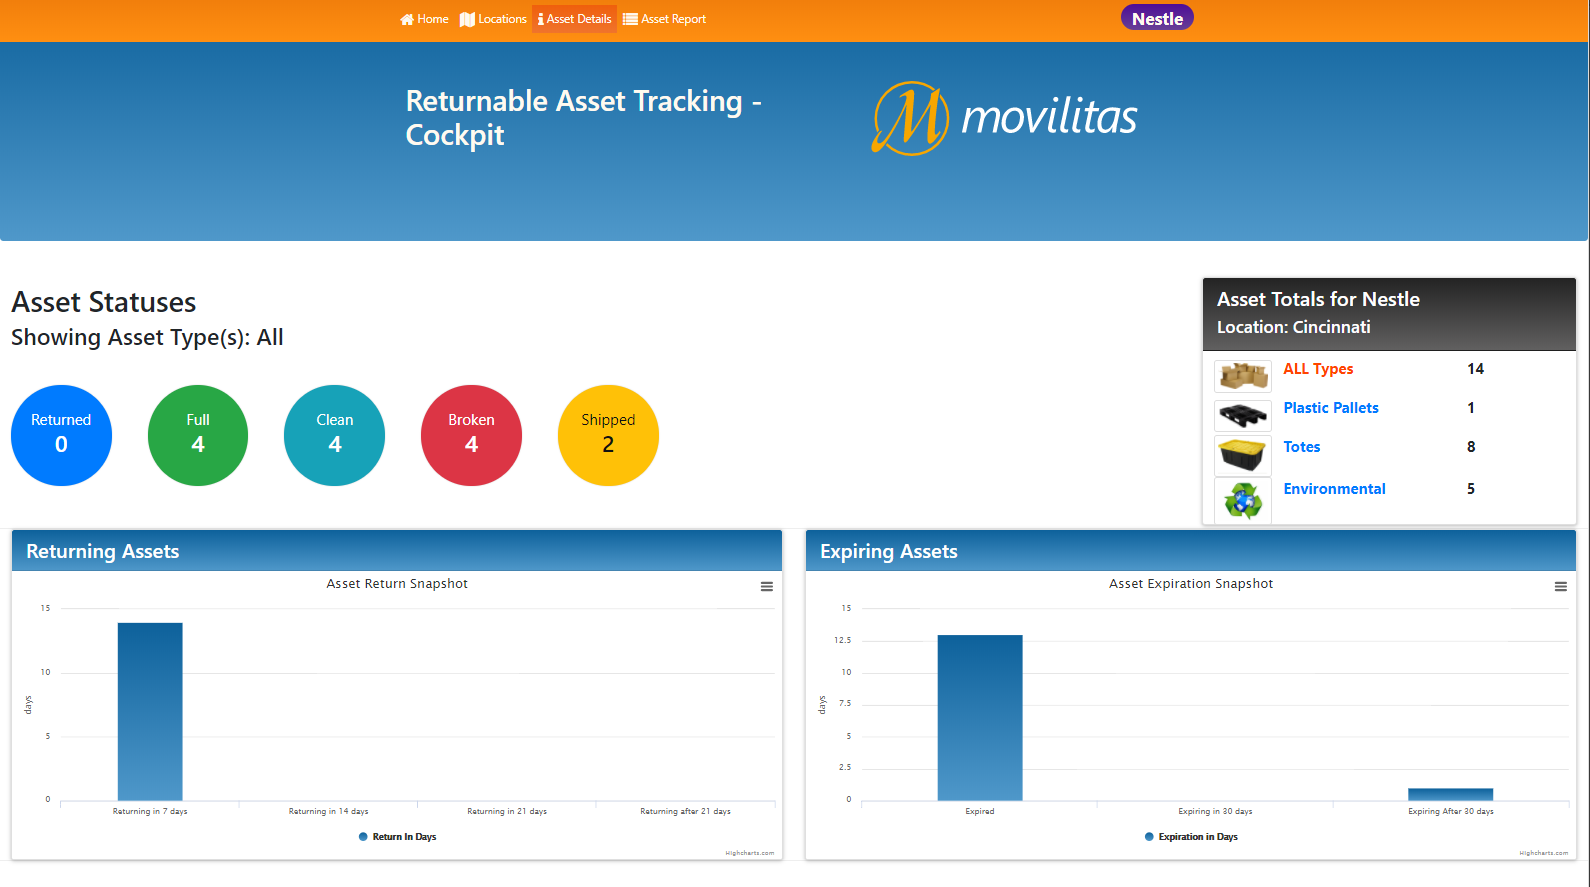 Home Locations Asset Details Asset Report Nestle
Returnable Asset Tracking -
Cockpit
M movilitas
Asset Statuses
Showing Asset Type(s): All
Returned
0
Full
4
Clean
4
Broken
4
Shipped
2
Asset Totals for Nestle
Location: Cincinnati
ALL Types 14
Plastic Pallets 1
Totes 8
Environmental 5
Returning Assets
Asset Return Snapshot
days
15
10
5
0
Returning in 7 days Returning in 14 days Returning in 21 days Returning after 21 days
Return In Days
Highcharts.com
Expiring Assets
Asset Expiration Snapshot
days
15
12.5
10
7.5
5
2.5
0
Expired Expiring in 30 days Expiring After 30 days
Expiration in Days
Highcharts.com